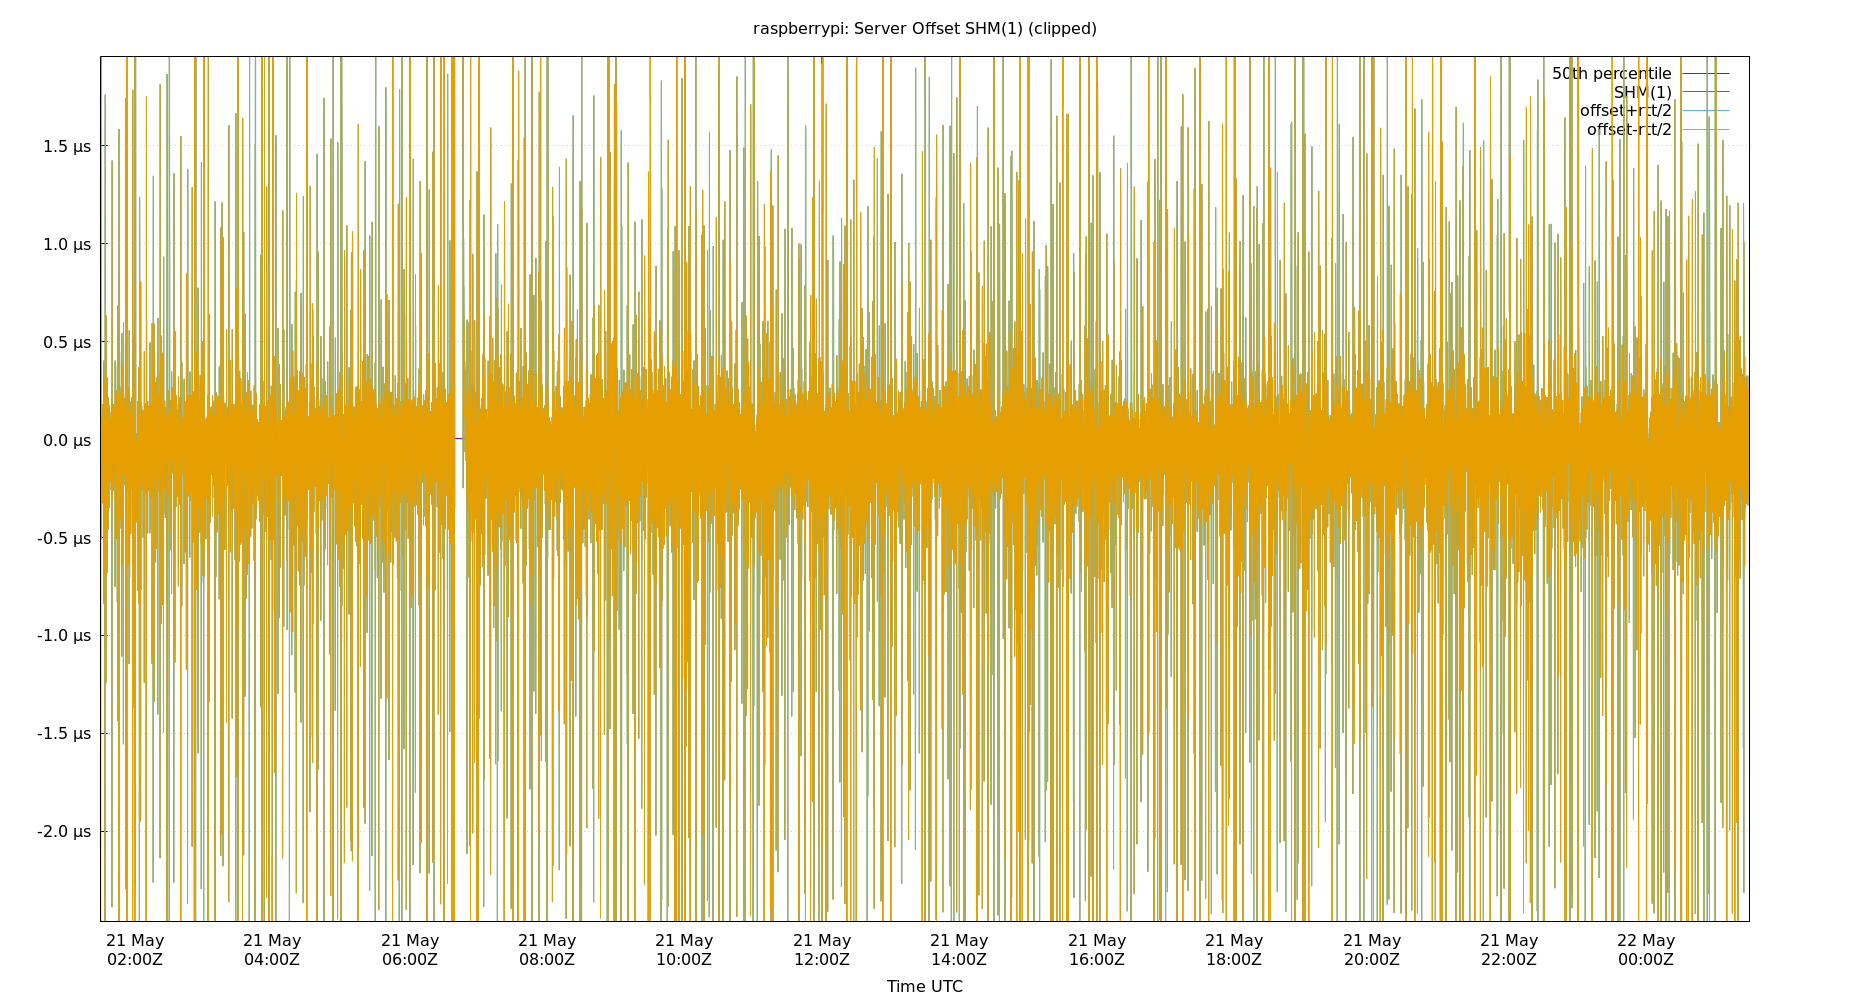 raspberrypi: Server Offset SHM(1) (clipped)
50th percentile
SHM(1)
offset+rtt/2
offset-rtt/2
1.5 µs
1.0 µs
0.5 µs
0.0 µs
-0.5 µs
-1.0 µs
-1.5 µs
-2.0 µs
21 May 21 May 21 May 21 May 21 May 21 May 21 May 21 May 21 May 21 May 21 May 22 May
02:00Z 04:00Z 06:00Z 08:00Z 10:00Z 12:00Z 14:00Z 16:00Z 18:00Z 20:00Z 22:00Z 00:00Z
Time UTC